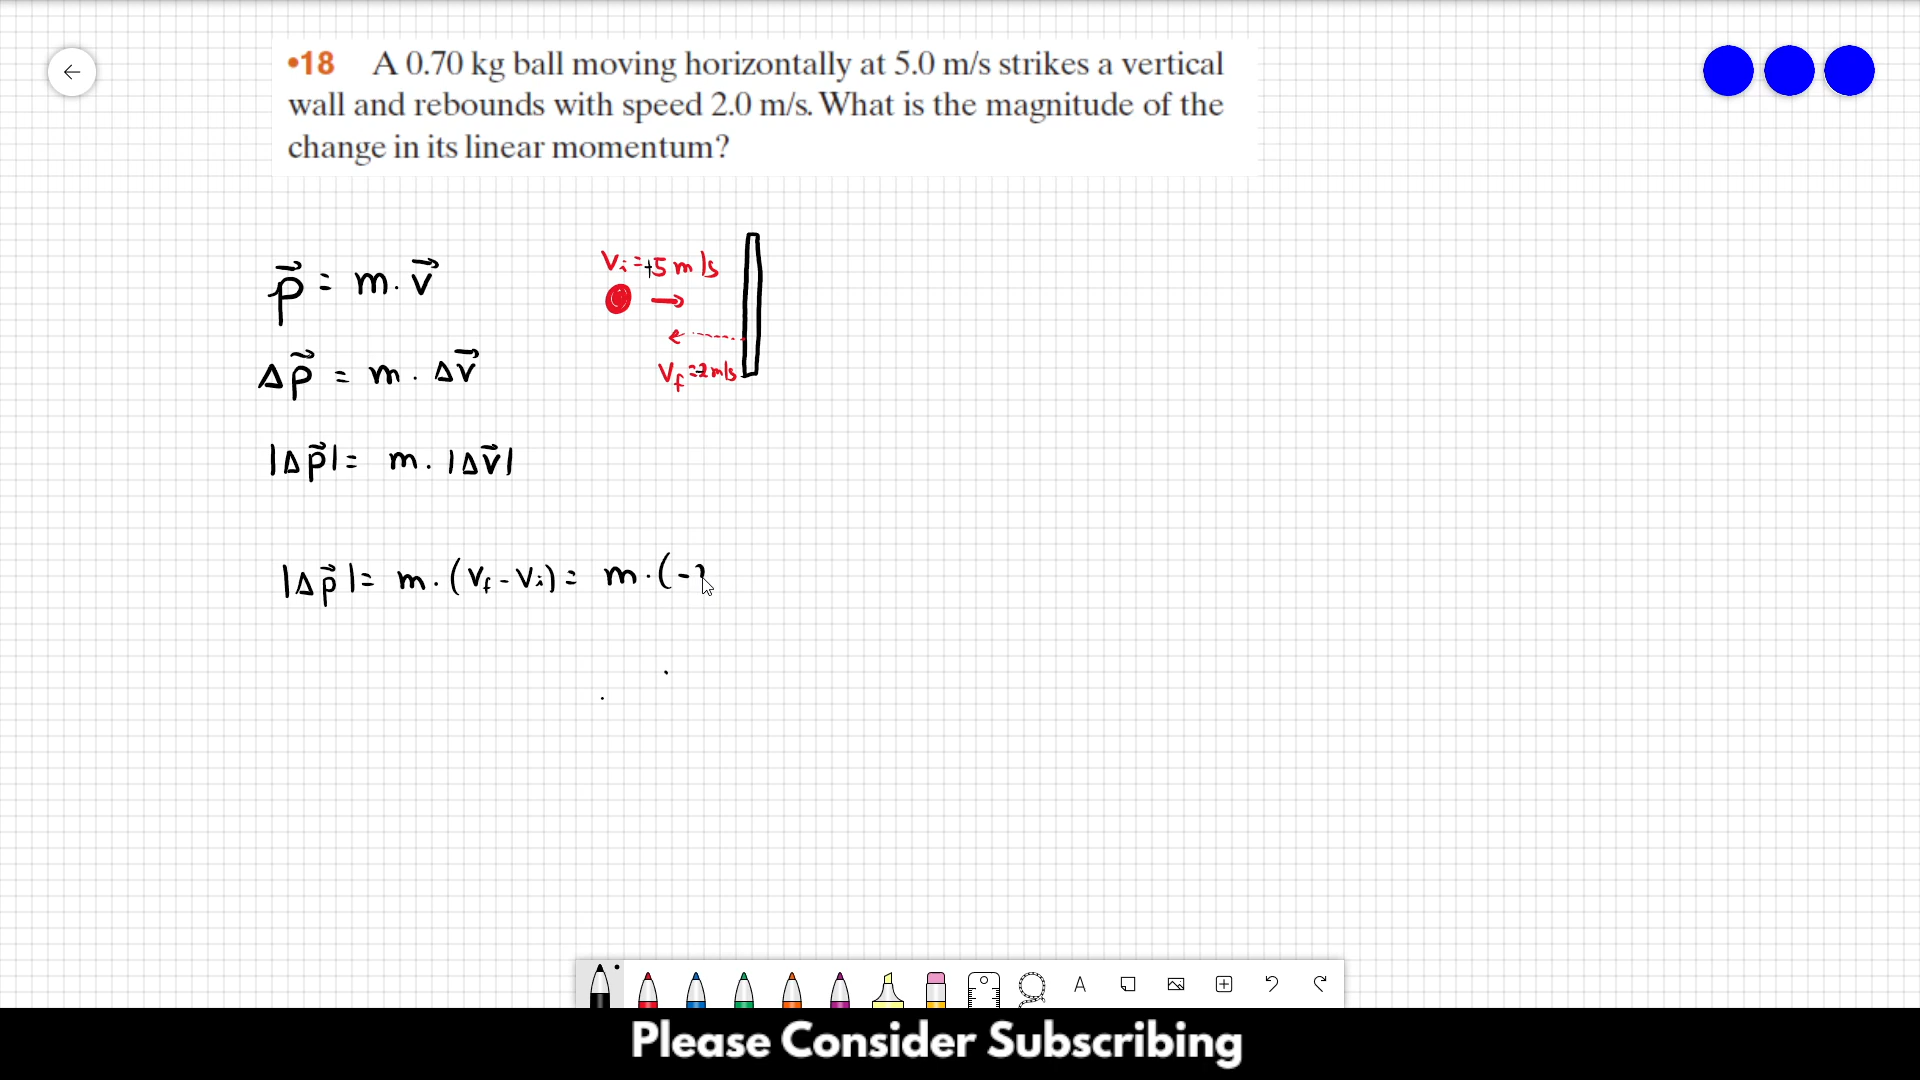 •18 A 0.70 kg ball moving horizontally at 5.0 m/s strikes a vertical
wall and rebounds with speed 2.0 m/s. What is the magnitude of the
change in its linear momentum?
p⃗ = m. v⃗
Vi = +5 m/s
Δp⃗ = m . Δv⃗
Vf = -2 m/s
|Δp⃗| = m . |Δv⃗|
|Δp⃗| = m . (Vf - Vi) = m . (-2
A
Please Consider Subscribing